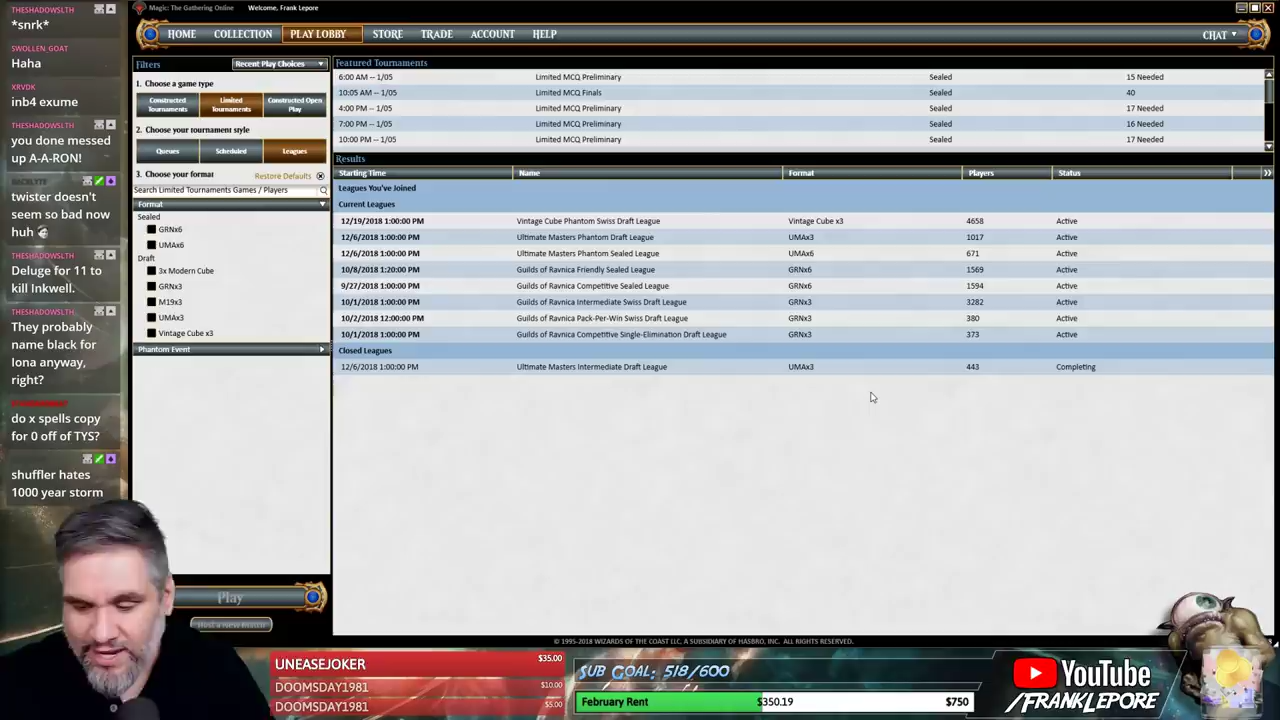 THESHADOWSLTH
*snrk*
SWOLLEN_GOAT
Haha
XRVDK
inb4 exume
THESHADOWSLTH
you done messed
up A-A-RON!
twister doesn't
seem so bad now
huh
THESHADOWSLTH
Deluge for 11 to
kill Inkwell.
THESHADOWSLTH
They probably
name black for
Iona anyway,
right?
do x spells copy
for 0 off of TYS?
shuffler hates
1000 year storm
Magic: The Gathering Online Welcome, Frank Lepore
HOME COLLECTION PLAY LOBBY STORE TRADE ACCOUNT HELP CHAT
Filters Recent Play Choices
1. Choose a game type
Constructed Tournaments Limited Tournaments Constructed Open Play
2. Choose your tournament style
Queues Scheduled Leagues
3. Choose your format Restore Defaults
Search Limited Tournaments Games / Players
Format
Sealed
GRNx6
UMAx6
Draft
3x Modern Cube
GRNx3
M19x3
UMAx3
Vintage Cube x3
Phantom Event
Play
Featured Tournaments
6:00 AM -- 1/05 Limited MCQ Preliminary Sealed 15 Needed
10:05 AM -- 1/05 Limited MCQ Finals Sealed 40
4:00 PM -- 1/05 Limited MCQ Preliminary Sealed 17 Needed
7:00 PM -- 1/05 Limited MCQ Preliminary Sealed 16 Needed
10:00 PM -- 1/05 Limited MCQ Preliminary Sealed 17 Needed
Results
Starting Time Name Format Players Status
Leagues You've Joined
Current Leagues
12/19/2018 1:00:00 PM Vintage Cube Phantom Swiss Draft League Vintage Cube x3 4658 Active
12/6/2018 1:00:00 PM Ultimate Masters Phantom Draft League UMAx3 1017 Active
12/6/2018 1:00:00 PM Ultimate Masters Phantom Sealed League UMAx6 671 Active
10/8/2018 1:20:00 PM Guilds of Ravnica Friendly Sealed League GRNx6 1569 Active
9/27/2018 1:00:00 PM Guilds of Ravnica Competitive Sealed League GRNx6 1594 Active
10/1/2018 1:00:00 PM Guilds of Ravnica Intermediate Swiss Draft League GRNx3 3282 Active
10/2/2018 12:00:00 PM Guilds of Ravnica Pack-Per-Win Swiss Draft League GRNx3 380 Active
10/1/2018 1:00:00 PM Guilds of Ravnica Competitive Single-Elimination Draft League GRNx3 373 Active
Closed Leagues
12/6/2018 1:00:00 PM Ultimate Masters Intermediate Draft League UMAx3 443 Completing
© 1995-2018 WIZARDS OF THE COAST LLC, A SUBSIDIARY OF HASBRO, INC. ALL RIGHTS RESERVED.
UNEASEJOKER $35.00
DOOMSDAY1981 $10.00
DOOMSDAY1981 $5.00
SUB GOAL: 518/600
February Rent $350.19 $750
YouTube
/FRANKLEPORE